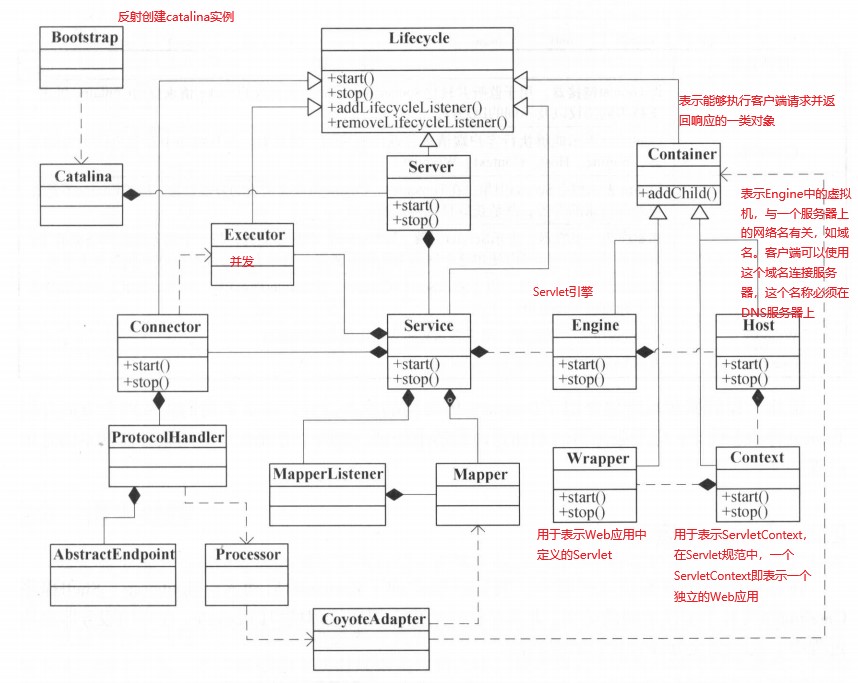 反射创建catalina实例
Bootstrap
Lifecycle
+start()
+stop()
+addLifecycleListener()
+removeLifecycleListener()
表示能够执行客户端请求并返
回响应的一类对象
Container
+addChild()
Catalina
Server
+start()
+stop()
表示Engine中的虚拟
机，与一个服务器上
的网络名有关，如域
名。客户端可以使用
这个域名连接服务
器，这个名称必须在
DNS服务器上
Executor
并发
Servlet引擎
Connector
+start()
+stop()
Service
+start()
+stop()
Engine
+start()
+stop()
Host
+start()
+stop()
ProtocolHandler
MapperListener
Mapper
Wrapper
+start()
+stop()
Context
+start()
+stop()
用于表示Web应用中
定义的Servlet
用于表示ServletContext，
在Servlet规范中，一个
ServletContext即表示一个
独立的Web应用
AbstractEndpoint
Processor
CoyoteAdapter